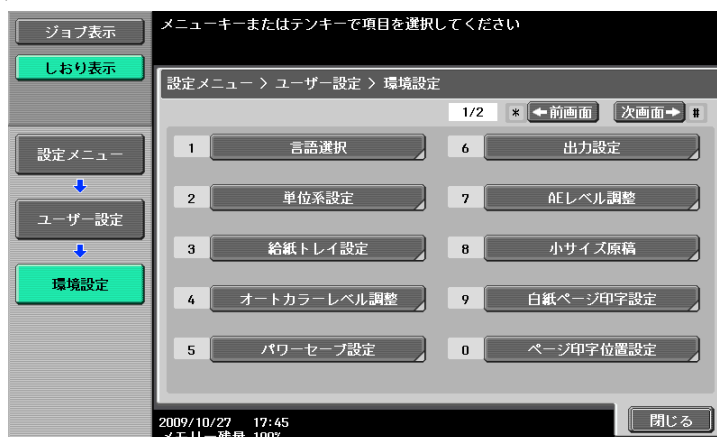 ジョブ表示
メニューキーまたはテンキーで項目を選択してください
しおり表示
設定メニュー > ユーザー設定 > 環境設定
1/2 * ←前画面 次画面→ #
設定メニュー
ユーザー設定
環境設定
1 言語選択
2 単位系設定
3 給紙トレイ設定
4 オートカラーレベル調整
5 パワーセーブ設定
6 出力設定
7 AEレベル調整
8 小サイズ原稿
9 白紙ページ印字設定
0 ページ印字位置設定
2009/10/27 17:45
メモリー残量 100%
閉じる